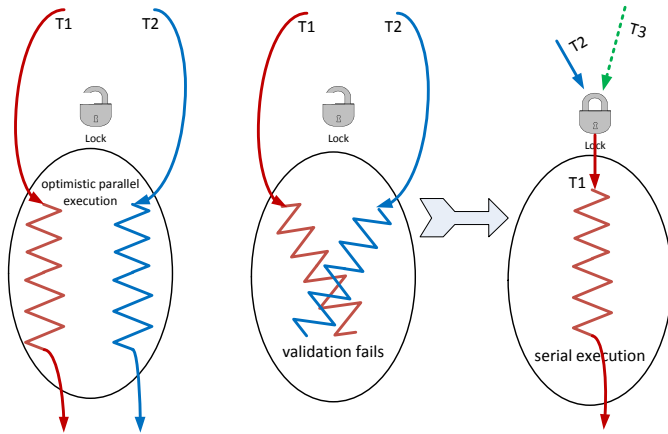 T1
T2
Lock
optimistic parallel
execution
T1
T2
Lock
validation fails
T2
T3
Lock
T1
serial execution